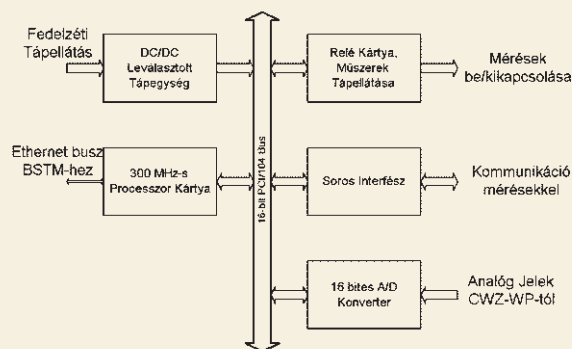 Fedelzéti
Tápellátás
DC/DC
Leválasztott
Tápegység
Relé Kártya,
Műszerek
Tápellátása
Mérések
be/kikapcsolása
Ethernet busz
BSTM-hez
300 MHz-s
Processzor Kártya
16-bit PCI/104 Bus
Soros Interfész
Kommunikáció
mérésekkel
16 bites A/D
Konverter
Analóg Jelek
CWZ-WP-tól